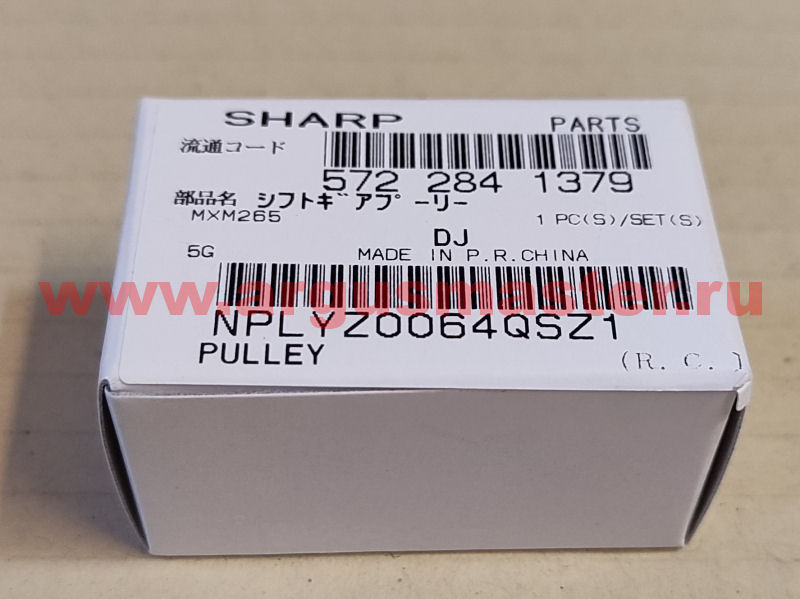 SHARP PARTS
流通コード
572 284 1379
部品名 シフトギアプーリー
MXM265 1 PC(S)/SET(S)
DJ
5G MADE IN P.R.CHINA
www.argusmaster.ru
NPLYZ0064QSZ1
PULLEY (R.C.)